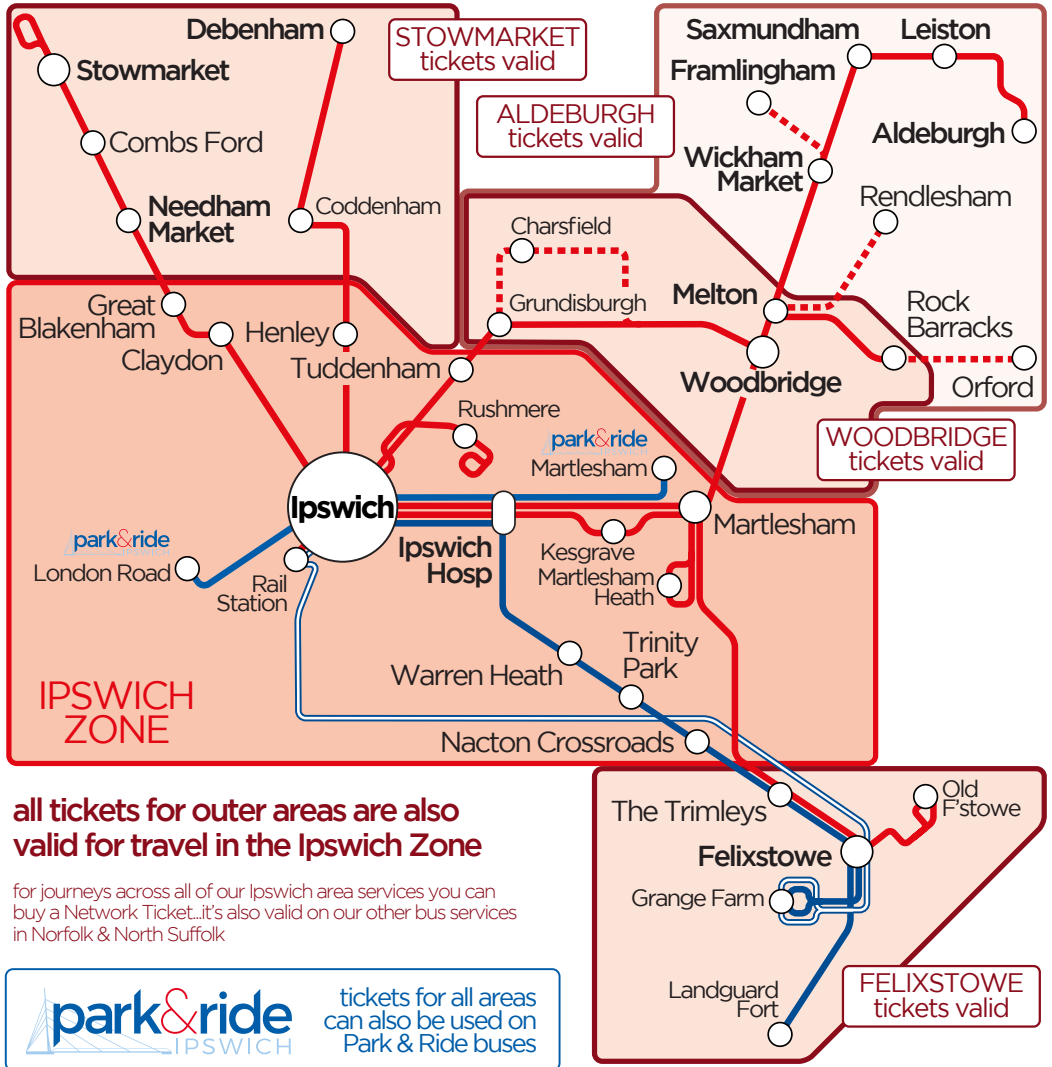 Debenham
STOWMARKET
tickets valid
Saxmundham
Leiston
Stowmarket
Framlingham
ALDEBURGH
tickets valid
Aldeburgh
Combs Ford
Wickham
Market
Rendlesham
Needham
Market
Coddenham
Charsfield
Great
Blakenham
Claydon
Henley
Tuddenham
Grundisburgh
Melton
Rock
Barracks
Woodbridge
Orford
Rushmere
park&ride
IPSWICH
Martlesham
WOODBRIDGE
tickets valid
Ipswich
Martlesham
park&ride
IPSWICH
London Road
Rail
Station
Ipswich
Hosp
Kesgrave
Martlesham
Heath
Warren Heath
Trinity
Park
IPSWICH
ZONE
Nacton Crossroads
all tickets for outer areas are also
valid for travel in the Ipswich Zone
for journeys across all of our Ipswich area services you can
buy a Network Ticket...it's also valid on our other bus services
in Norfolk & North Suffolk
The Trimleys
Old
F'stowe
Felixstowe
Grange Farm
Landguard
Fort
FELIXSTOWE
tickets valid
park&ride
IPSWICH
tickets for all areas
can also be used on
Park & Ride buses